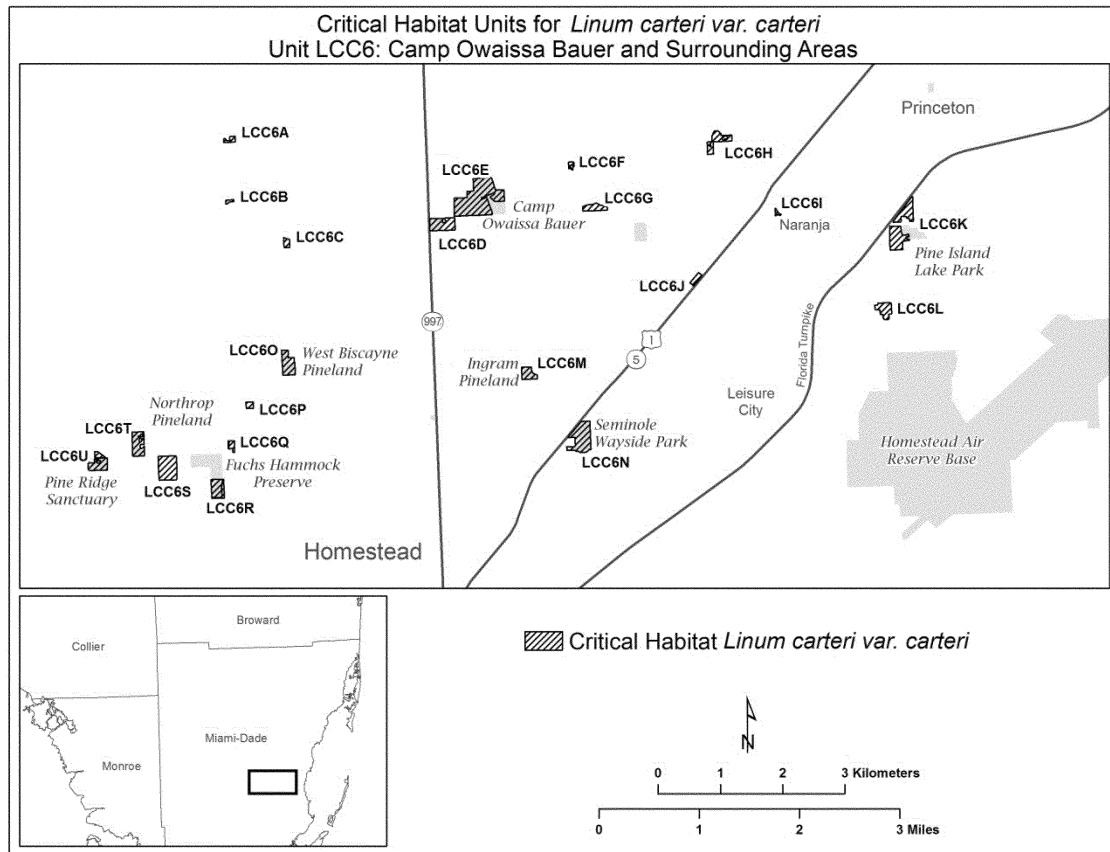 Critical Habitat Units for Linum carteri var. carteri
Unit LCC6: Camp Owaissa Bauer and Surrounding Areas
Princeton
LCC6A
LCC6H
LCC6F
LCC6E
LCC6B
LCC6G
LCC6I
Camp
Owaissa Bauer
Naranja
LCC6K
LCC6C
LCC6D
Pine Island
Lake Park
LCC6J
LCC6L
997
1
5
Florida Turnpike
LCC6O
West Biscayne
Pineland
Ingram
Pineland
LCC6M
Leisure
City
LCC6P
Northrop
Pineland
LCC6T
LCC6Q
Seminole
Wayside Park
LCC6N
Homestead Air
Reserve Base
LCC6U
Pine Ridge
Sanctuary
LCC6S
Fuchs Hammock
Preserve
LCC6R
Homestead
Broward
Collier
Miami-Dade
Monroe
Critical Habitat Linum carteri var. carteri
N
0 1 2 3 Kilometers
0 1 2 3 Miles